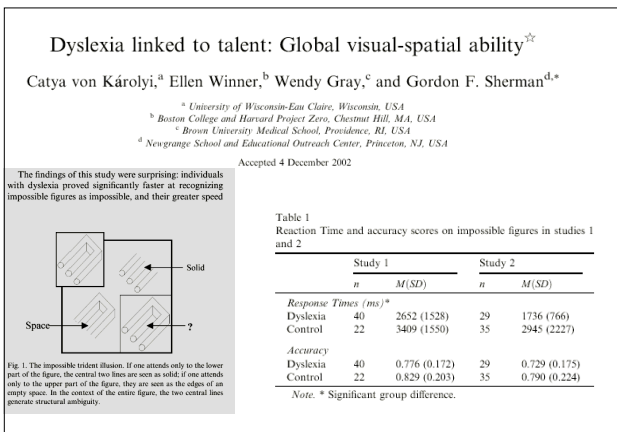 Dyslexia linked to talent: Global visual-spatial ability☆
Catya von Károlyi,a Ellen Winner,b Wendy Gray,c and Gordon F. Shermand,*
a University of Wisconsin-Eau Claire, Wisconsin, USA
b Boston College and Harvard Project Zero, Chestnut Hill, MA, USA
c Brown University Medical School, Providence, RI, USA
d Newgrange School and Educational Outreach Center, Princeton, NJ, USA
Accepted 4 December 2002
The findings of this study were surprising: individuals
with dyslexia proved significantly faster at recognizing
impossible figures as impossible, and their greater speed
Solid
Space
?
Fig. 1. The impossible trident illusion. If one attends only to the lower
part of the figure, the central two lines are seen as solid; if one attends
only to the upper part of the figure, they are seen as the edges of an
empty space. In the context of the entire figure, the two central lines
generate structural ambiguity.
Table 1
Reaction Time and accuracy scores on impossible figures in studies 1
and 2
Study 1 Study 2
n M(SD) n M(SD)
Response Times (ms)*
Dyslexia 40 2652 (1528) 29 1736 (766)
Control 22 3409 (1550) 35 2945 (2227)
Accuracy
Dyslexia 40 0.776 (0.172) 29 0.729 (0.175)
Control 22 0.829 (0.203) 35 0.790 (0.224)
Note. * Significant group difference.